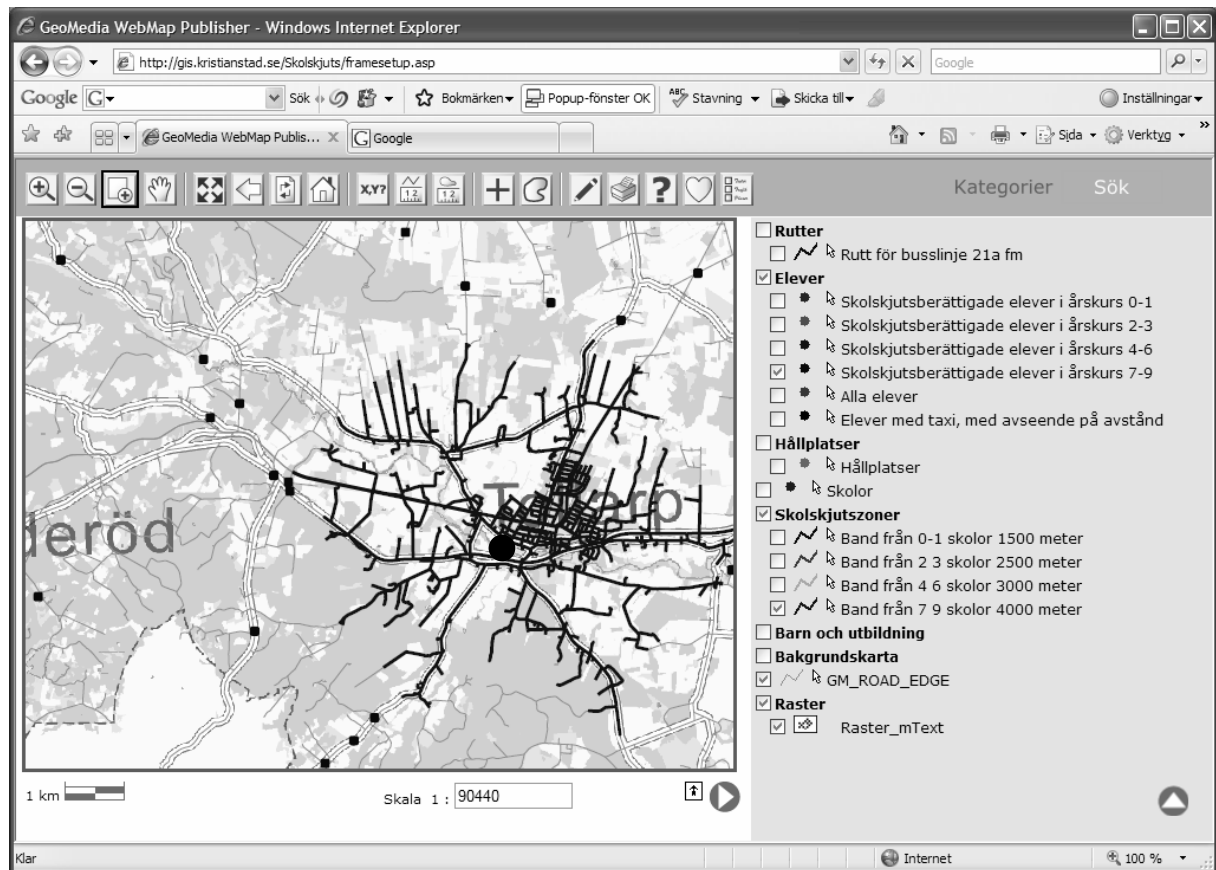 GeoMedia WebMap Publisher - Windows Internet Explorer
http://gis.kristianstad.se/Skolskjuts/framesetup.asp
Google
Google G
Sök
Bokmärken
Popup-fönster OK
ABC
Stavning
Skicka till
Inställningar
GeoMedia WebMap Publis...
G Google
Sida
Verktyg
»
X,Y?
1 2
1 2
?
Kategorier
Sök
deröd
Rutter
Rutt för busslinje 21a fm
Elever
Skolskjutsberättigade elever i årskurs 0-1
Skolskjutsberättigade elever i årskurs 2-3
Skolskjutsberättigade elever i årskurs 4-6
Skolskjutsberättigade elever i årskurs 7-9
Alla elever
Elever med taxi, med avseende på avstånd
Hållplatser
Hållplatser
Skolor
Skolskjutszoner
Band från 0-1 skolor 1500 meter
Band från 2 3 skolor 2500 meter
Band från 4 6 skolor 3000 meter
Band från 7 9 skolor 4000 meter
Barn och utbildning
Bakgrundskarta
GM_ROAD_EDGE
Raster
Raster_mText
1 km
Skala 1 : 90440
Klar
Internet
100 %